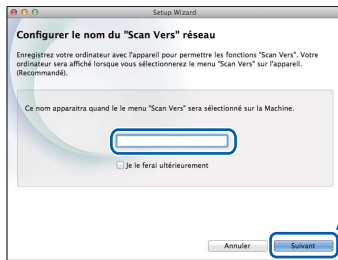 Setup Wizard
Configurer le nom du "Scan Vers" réseau
Enregistrez votre ordinateur avec l'appareil pour permettre les fonctions "Scan Vers". Votre
ordinateur sera affiché lorsque vous sélectionnerez le menu "Scan Vers" sur l'appareil.
(Recommandé).
Ce nom apparaitra quand le le menu "Scan Vers" sera sélectionné sur la Machine.
Je le ferai ultérieurement
Annuler
Suivant